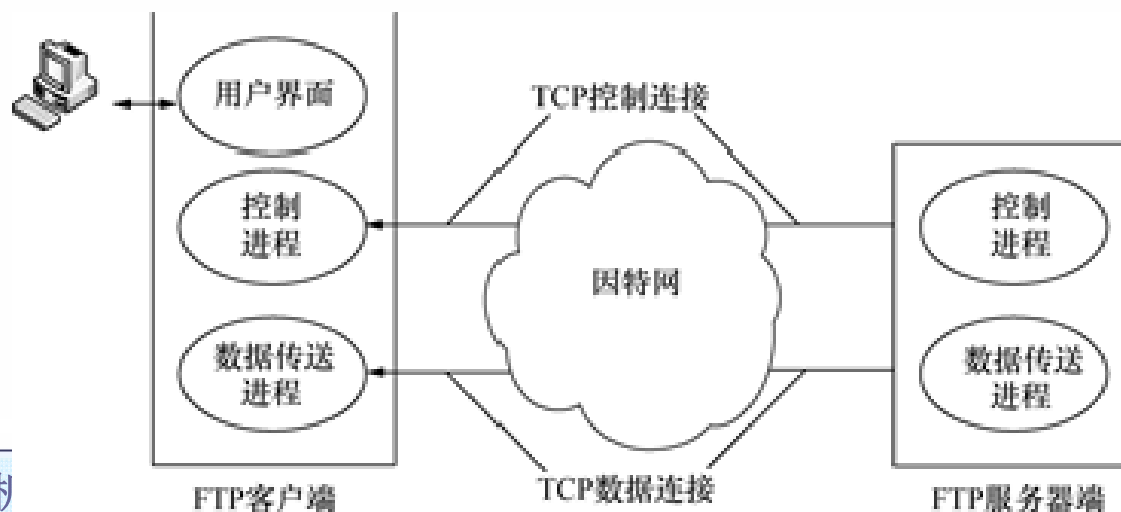 用户界面
TCP控制连接
控制
进程
控制
进程
因特网
数据传送
进程
数据传送
进程
FTP客户端
TCP数据连接
FTP服务器端